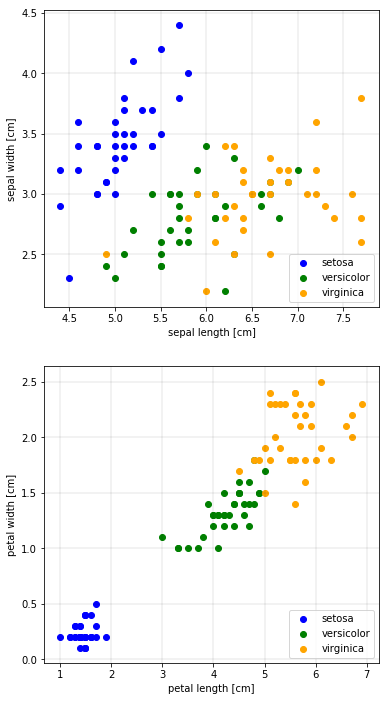 4.5
4.0
3.5
3.0
2.5
sepal width [cm]
4.5 5.0 5.5 6.0 6.5 7.0 7.5
sepal length [cm]
setosa
versicolor
virginica
2.5
2.0
1.5
1.0
0.5
0.0
petal width [cm]
1 2 3 4 5 6 7
petal length [cm]
setosa
versicolor
virginica